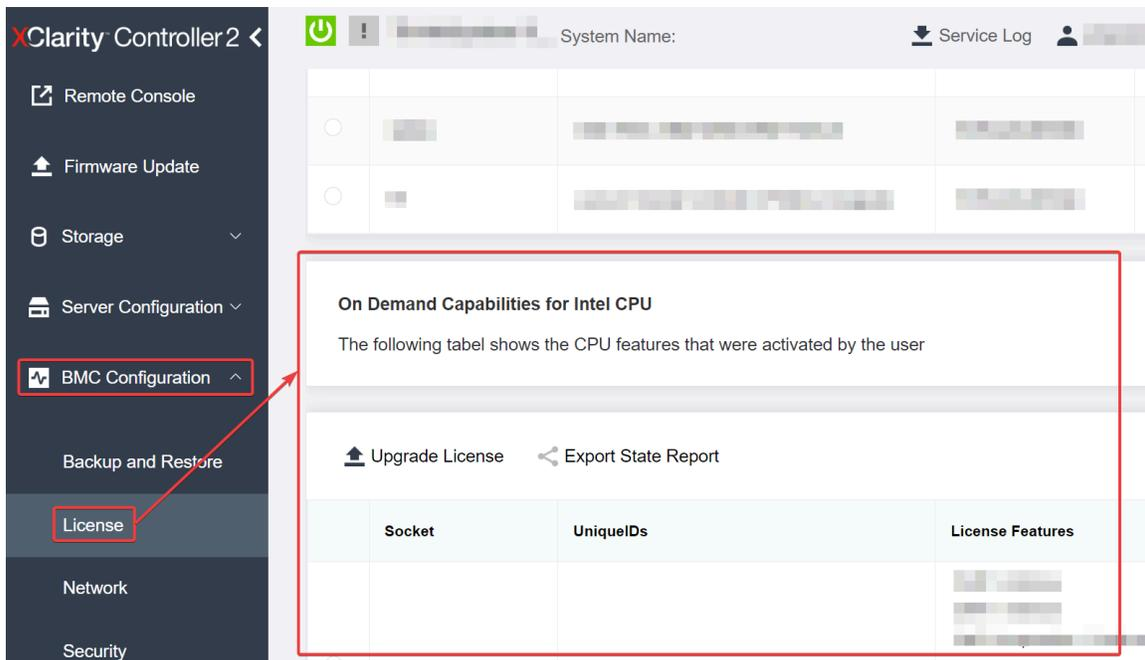 XClarity Controller 2
System Name:
Service Log
Remote Console
Firmware Update
Storage
Server Configuration
BMC Configuration
Backup and Restore
License
Network
Security
On Demand Capabilities for Intel CPU
The following tabel shows the CPU features that were activated by the user
Upgrade License
Export State Report
Socket
UniqueIDs
License Features